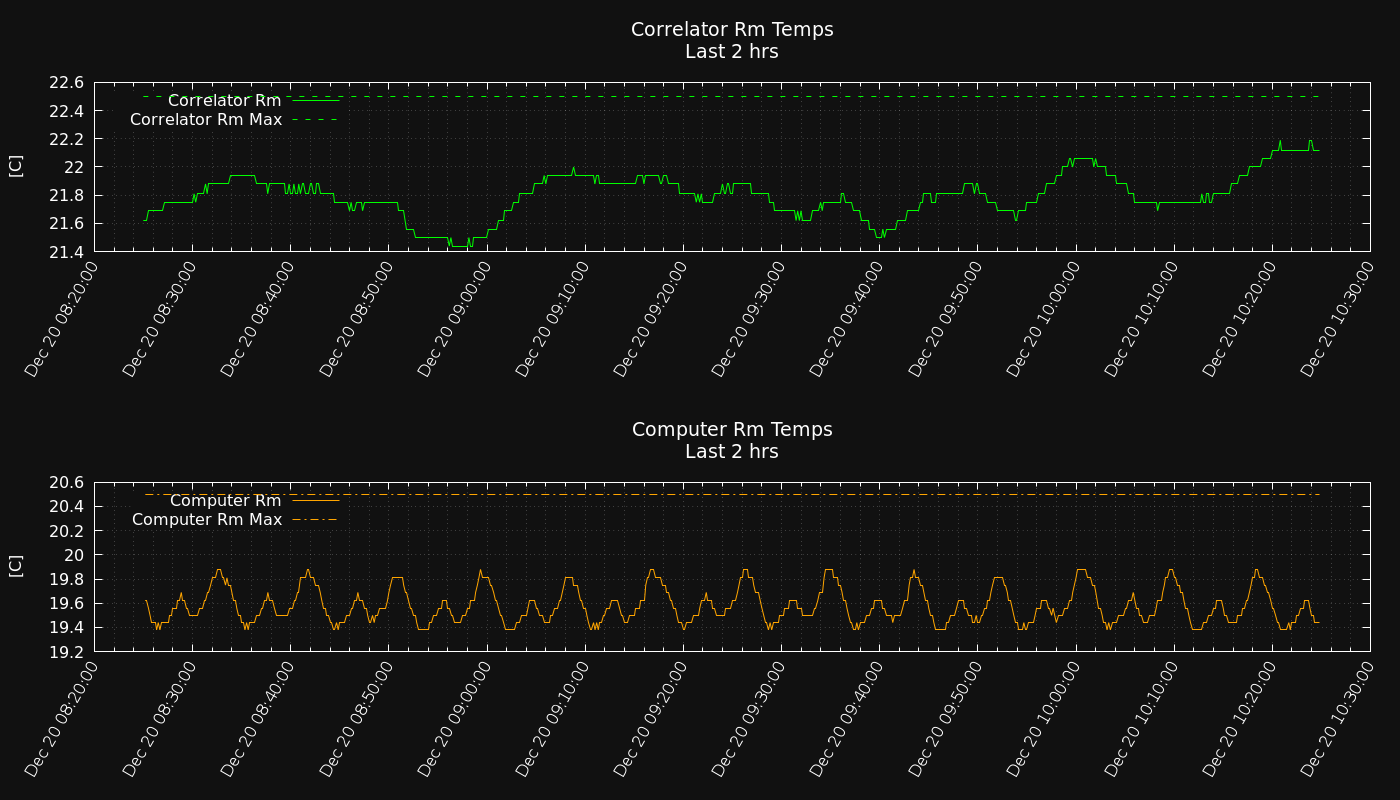 Correlator Rm Temps
Last 2 hrs
22.6
22.4
22.2
22
21.8
21.6
21.4
[C]
Correlator Rm
Correlator Rm Max
Dec 20 08:20:00
Dec 20 08:30:00
Dec 20 08:40:00
Dec 20 08:50:00
Dec 20 09:00:00
Dec 20 09:10:00
Dec 20 09:20:00
Dec 20 09:30:00
Dec 20 09:40:00
Dec 20 09:50:00
Dec 20 10:00:00
Dec 20 10:10:00
Dec 20 10:20:00
Dec 20 10:30:00
Computer Rm Temps
Last 2 hrs
20.6
20.4
20.2
20
19.8
19.6
19.4
19.2
[C]
Computer Rm
Computer Rm Max
Dec 20 08:20:00
Dec 20 08:30:00
Dec 20 08:40:00
Dec 20 08:50:00
Dec 20 09:00:00
Dec 20 09:10:00
Dec 20 09:20:00
Dec 20 09:30:00
Dec 20 09:40:00
Dec 20 09:50:00
Dec 20 10:00:00
Dec 20 10:10:00
Dec 20 10:20:00
Dec 20 10:30:00